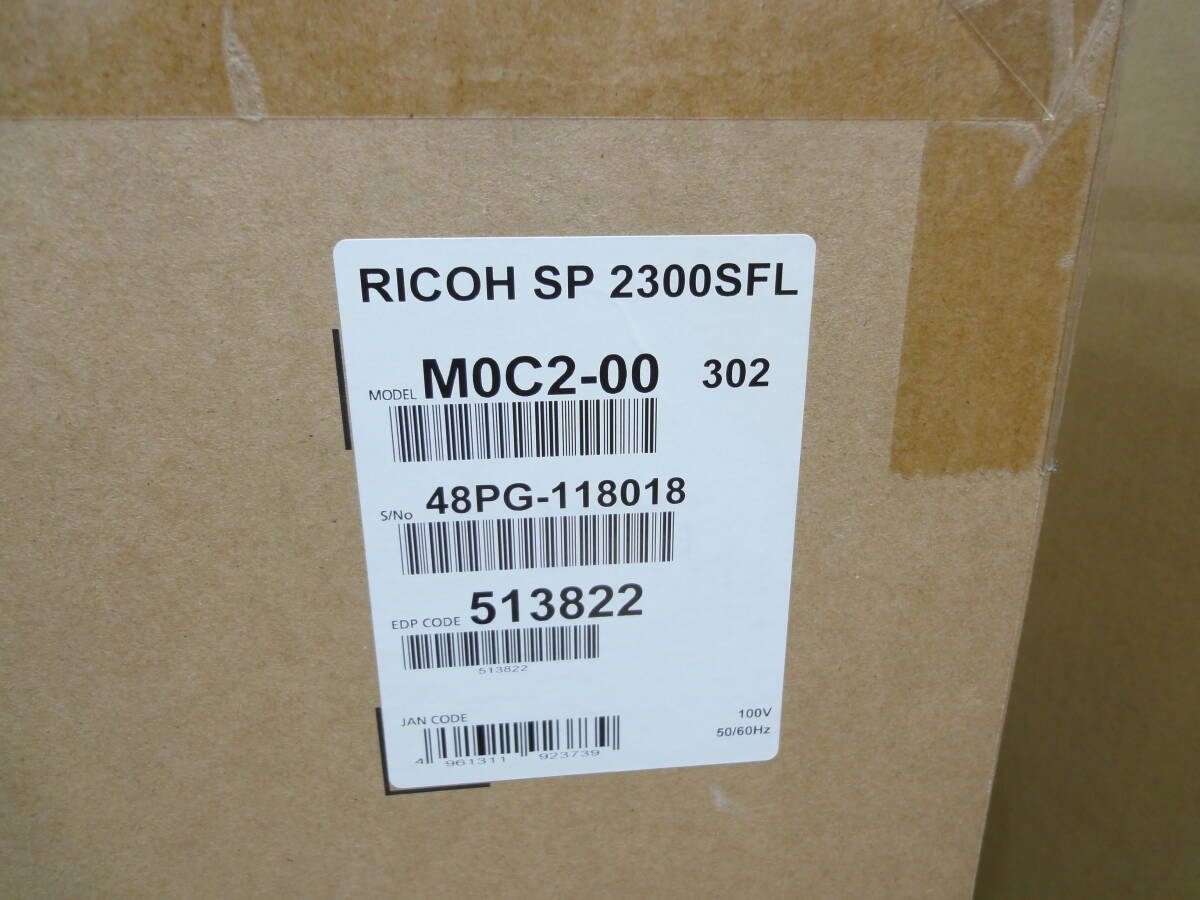 RICOH SP 2300SFL
MODEL M0C2-00 302
S/No 48PG-118018
EDP CODE 513822
513822
JAN CODE
100V
50/60Hz
4 961311 923739